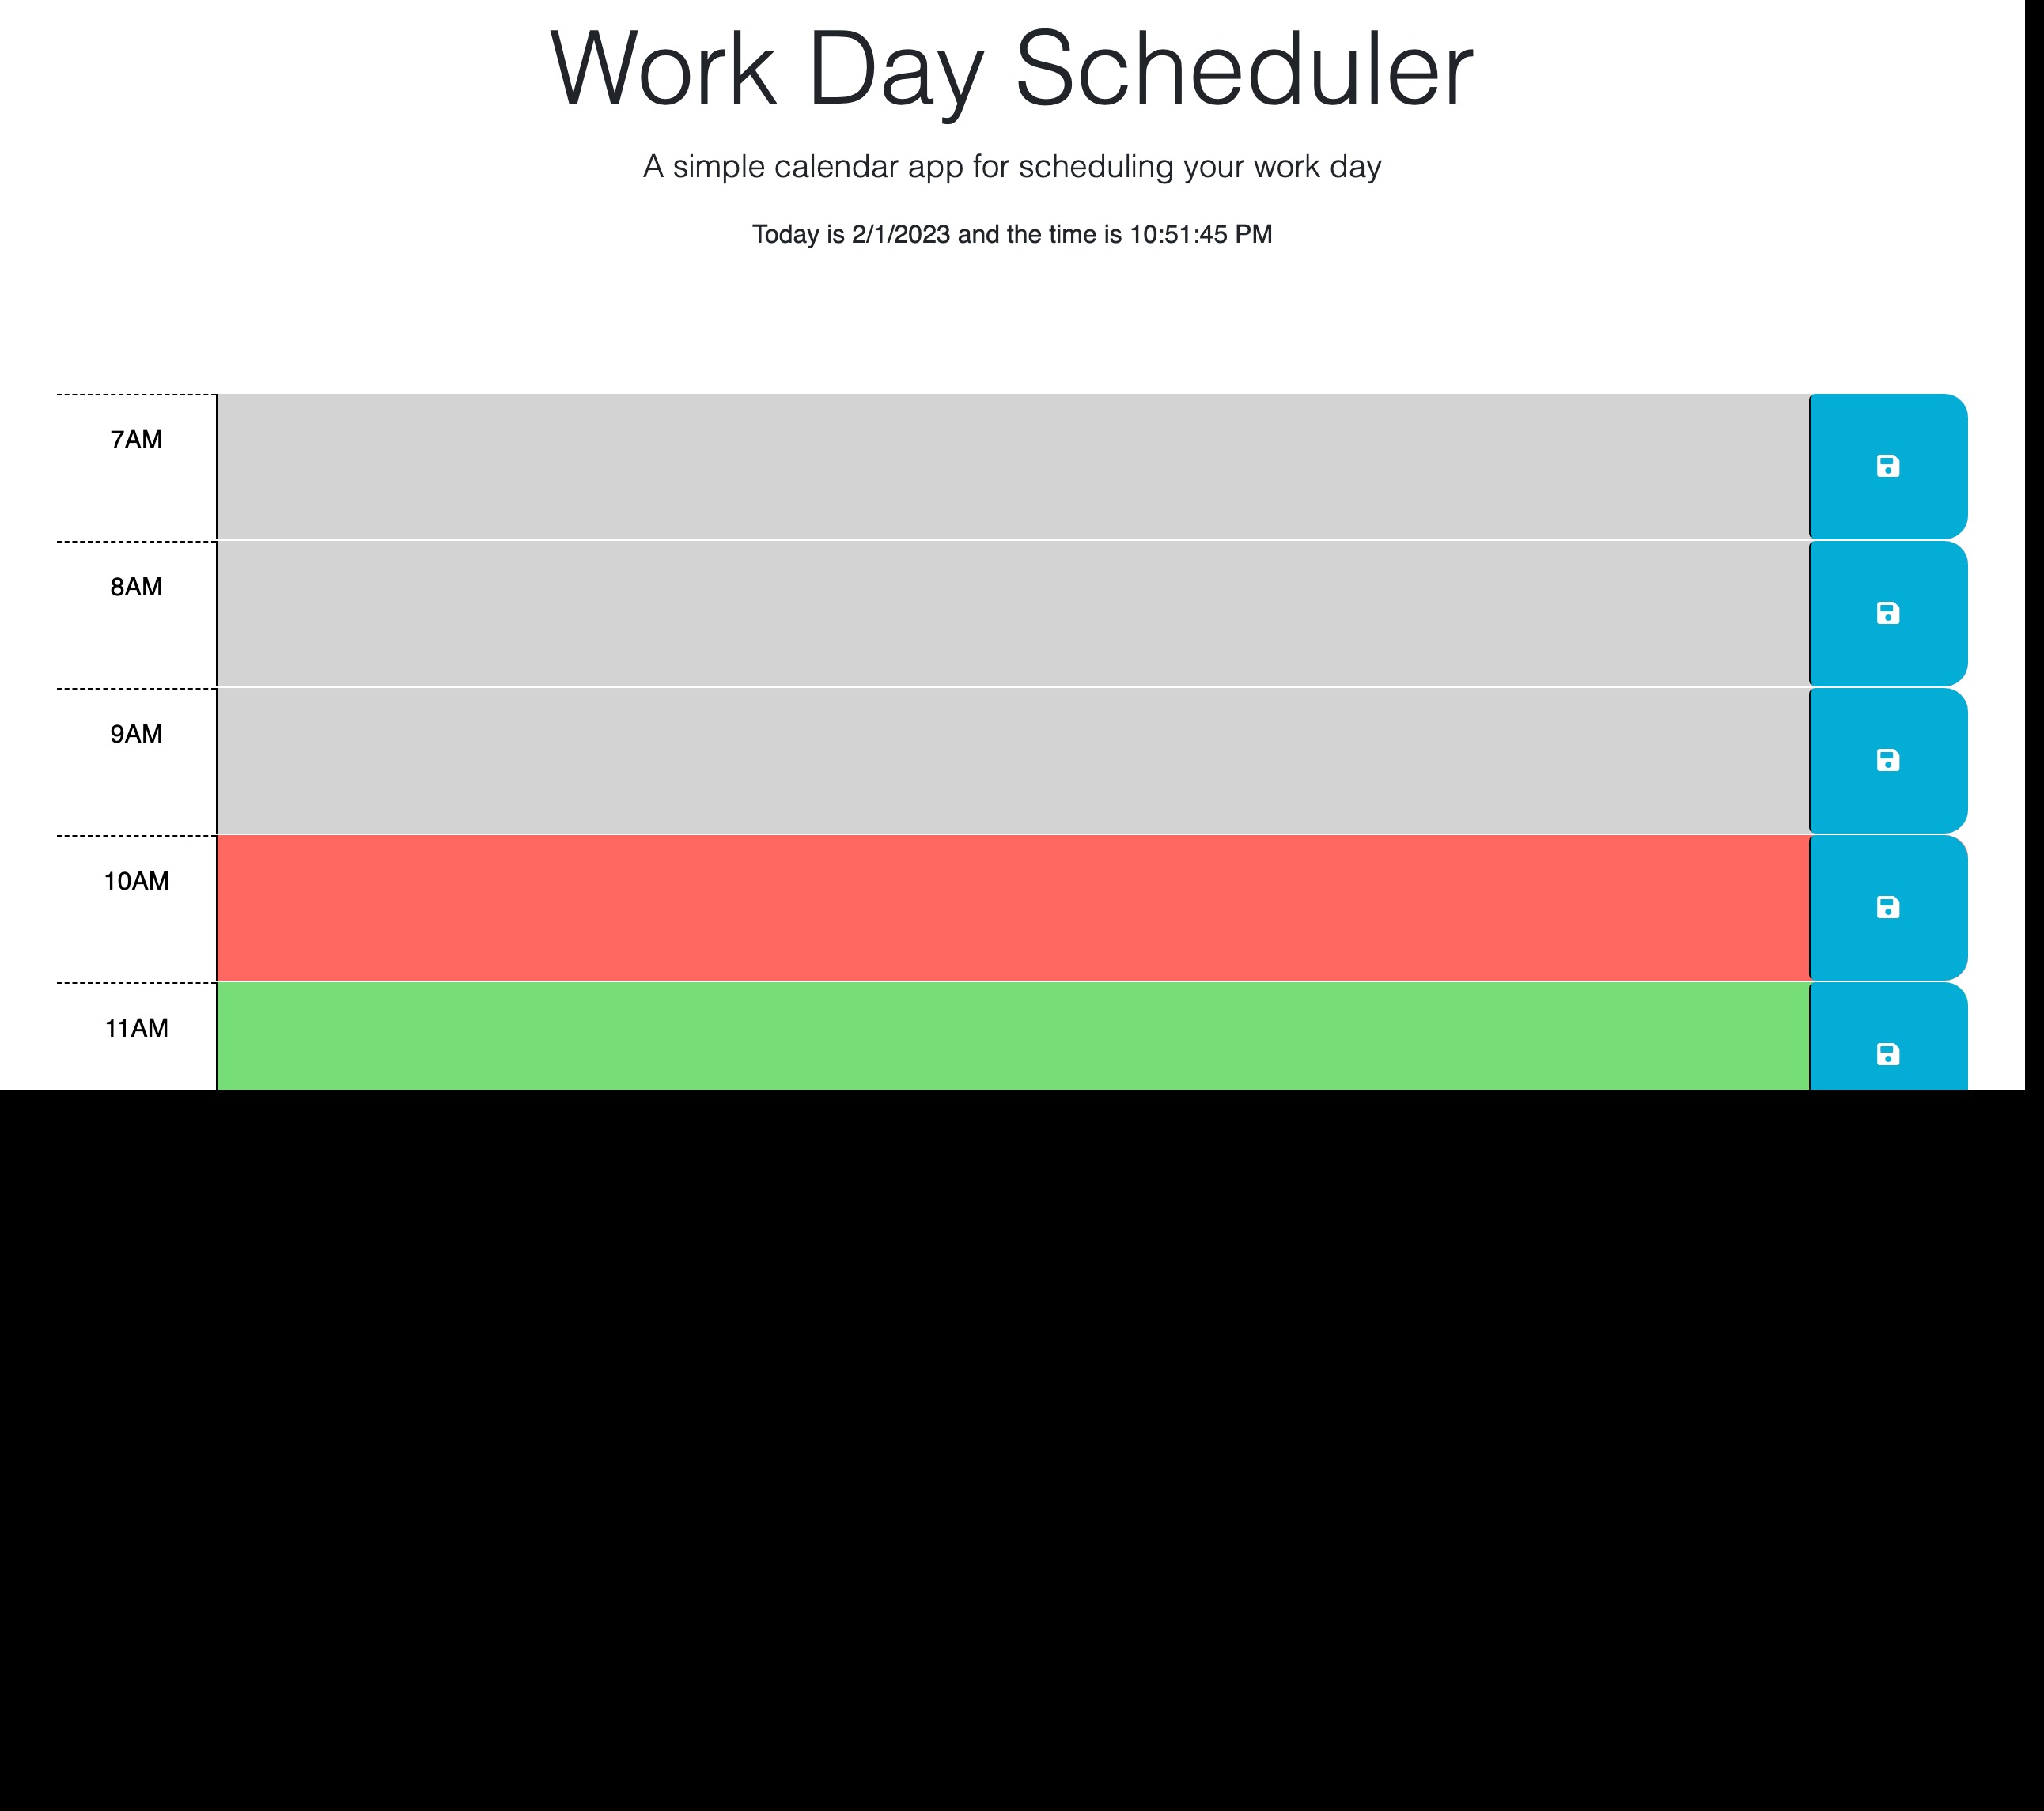 Work Day Scheduler
A simple calendar app for scheduling your work day
Today is 2/1/2023 and the time is 10:51:45 PM
7AM
8AM
9AM
10AM
11AM